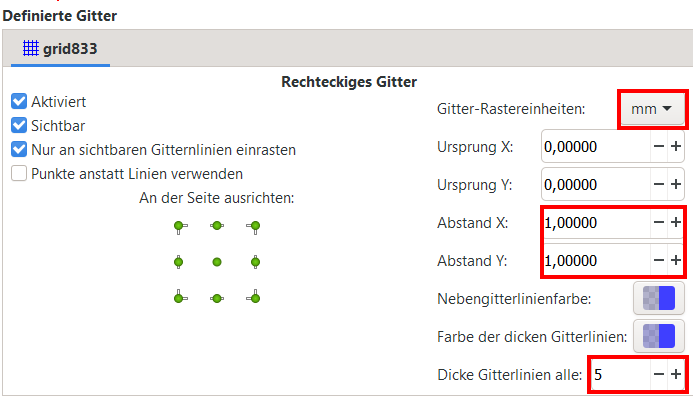 Definierte Gitter
grid833
Rechteckiges Gitter
Aktiviert
Sichtbar
Nur an sichtbaren Gitternlinien einrasten
Punkte anstatt Linien verwenden
An der Seite ausrichten:
Gitter-Rastereinheiten: mm
Ursprung X: 0,00000
Ursprung Y: 0,00000
Abstand X: 1,00000
Abstand Y: 1,00000
Nebengitterlinienfarbe:
Farbe der dicken Gitterlinien:
Dicke Gitterlinien alle: 5